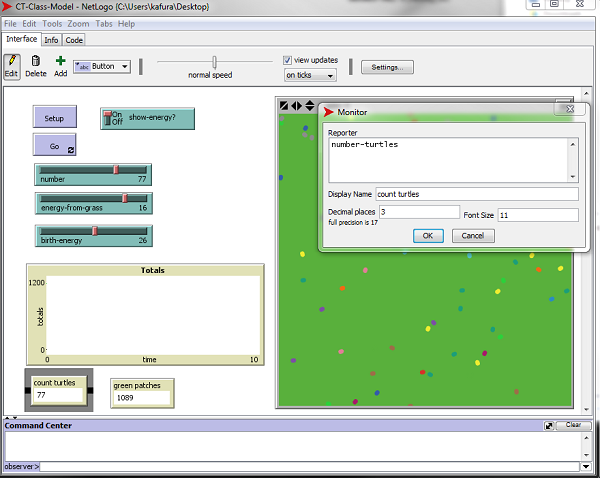 CT-Class-Model - NetLogo {C:\Users\kafura\Desktop}
File Edit Tools Zoom Tabs Help
Interface Info Code
Edit Delete Add
abc Button
normal speed
view updates
on ticks
Settings...
Setup
On
Off
show-energy?
Go
number 77
energy-from-grass 16
birth-energy 26
Totals
1200
totals
0
0 time 10
count turtles
77
green patches
1089
Monitor
Reporter
number-turtles
Display Name count turtles
Decimal places 3
full precision is 17
Font Size 11
OK Cancel
Command Center
Clear
observer>